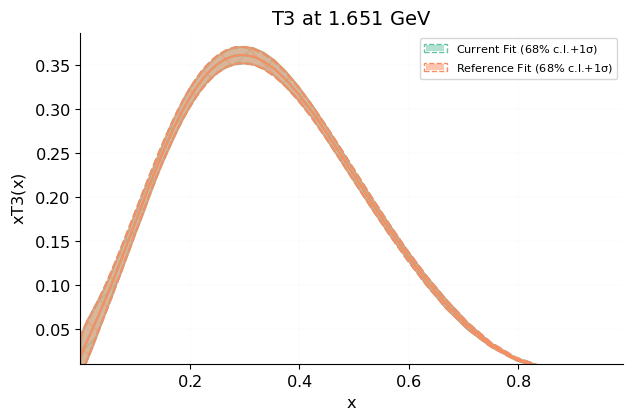 T3 at 1.651 GeV
Current Fit (68% c.l.+1σ)
Reference Fit (68% c.l.+1σ)
xT3(x)
0.35
0.30
0.25
0.20
0.15
0.10
0.05
0.2 0.4 0.6 0.8
x